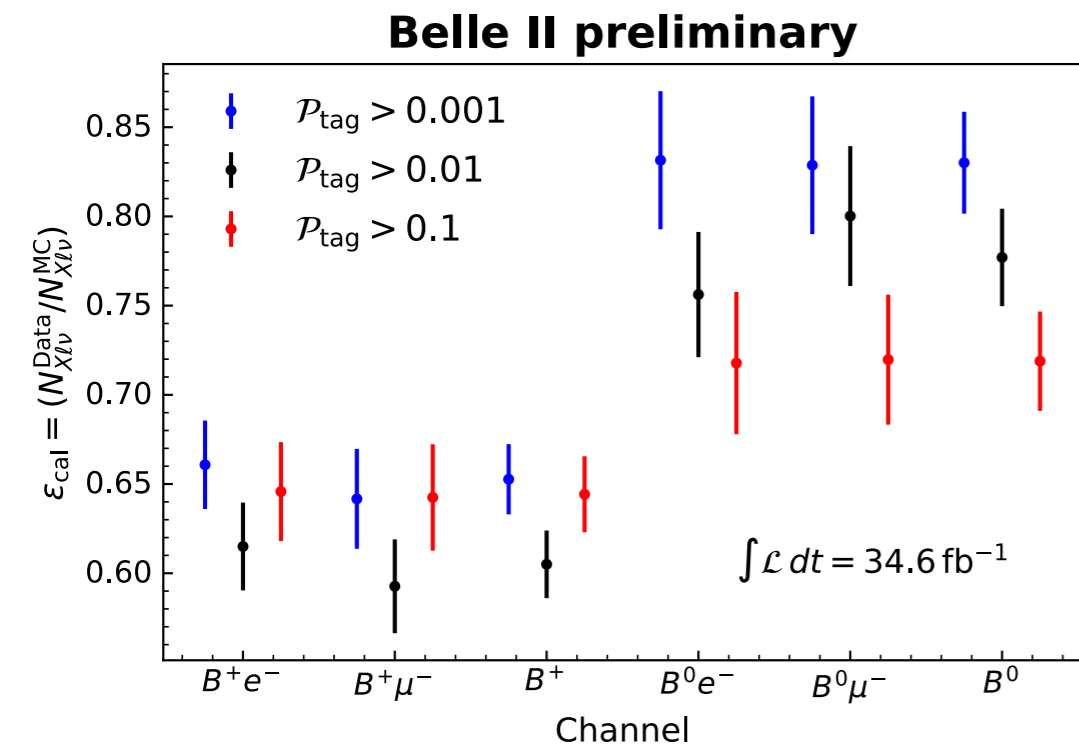 Belle II preliminary
𝒫tag > 0.001
𝒫tag > 0.01
𝒫tag > 0.1
ε_cal = (N^Data_Xℓν/N^MC_Xℓν)
0.85
0.80
0.75
0.70
0.65
0.60
∫ℒ dt = 34.6 fb⁻¹
B⁺e⁻ B⁺μ⁻ B⁺ B⁰e⁻ B⁰μ⁻ B⁰
Channel